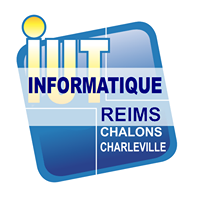 iUT
INFORMATIQUE
REIMS
CHALONS
CHARLEVILLE